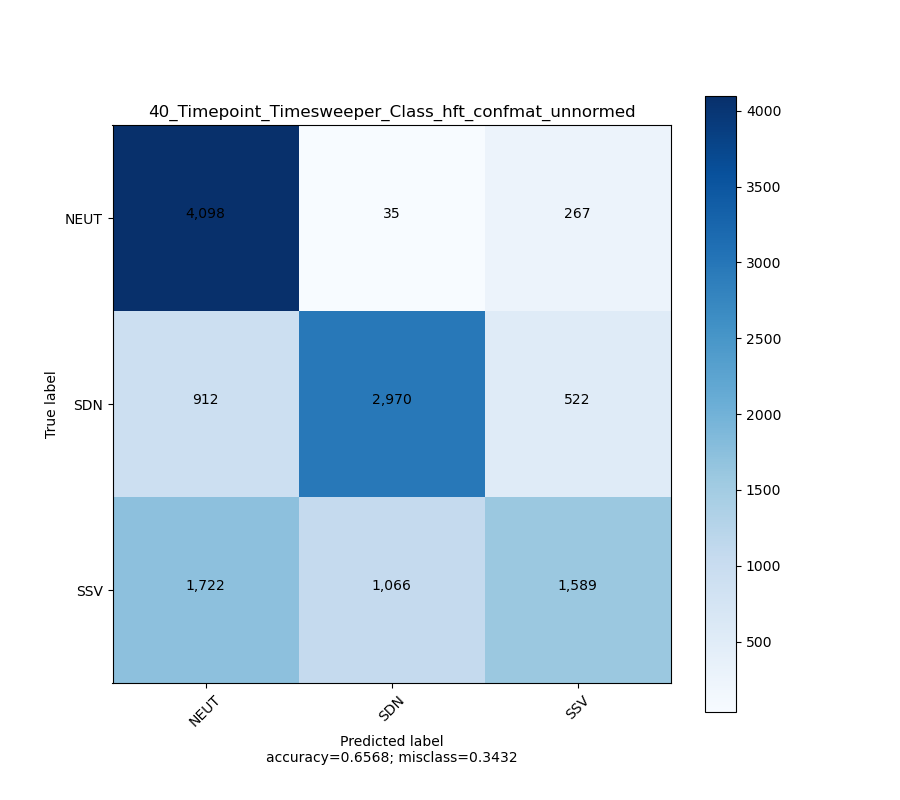 40_Timepoint_Timesweeper_Class_hft_confmat_unnormed
NEUT
4,098
35
267
SDN
912
2,970
522
SSV
1,722
1,066
1,589
True label
NEUT
SDN
SSV
Predicted label
accuracy=0.6568; misclass=0.3432
4000
3500
3000
2500
2000
1500
1000
500